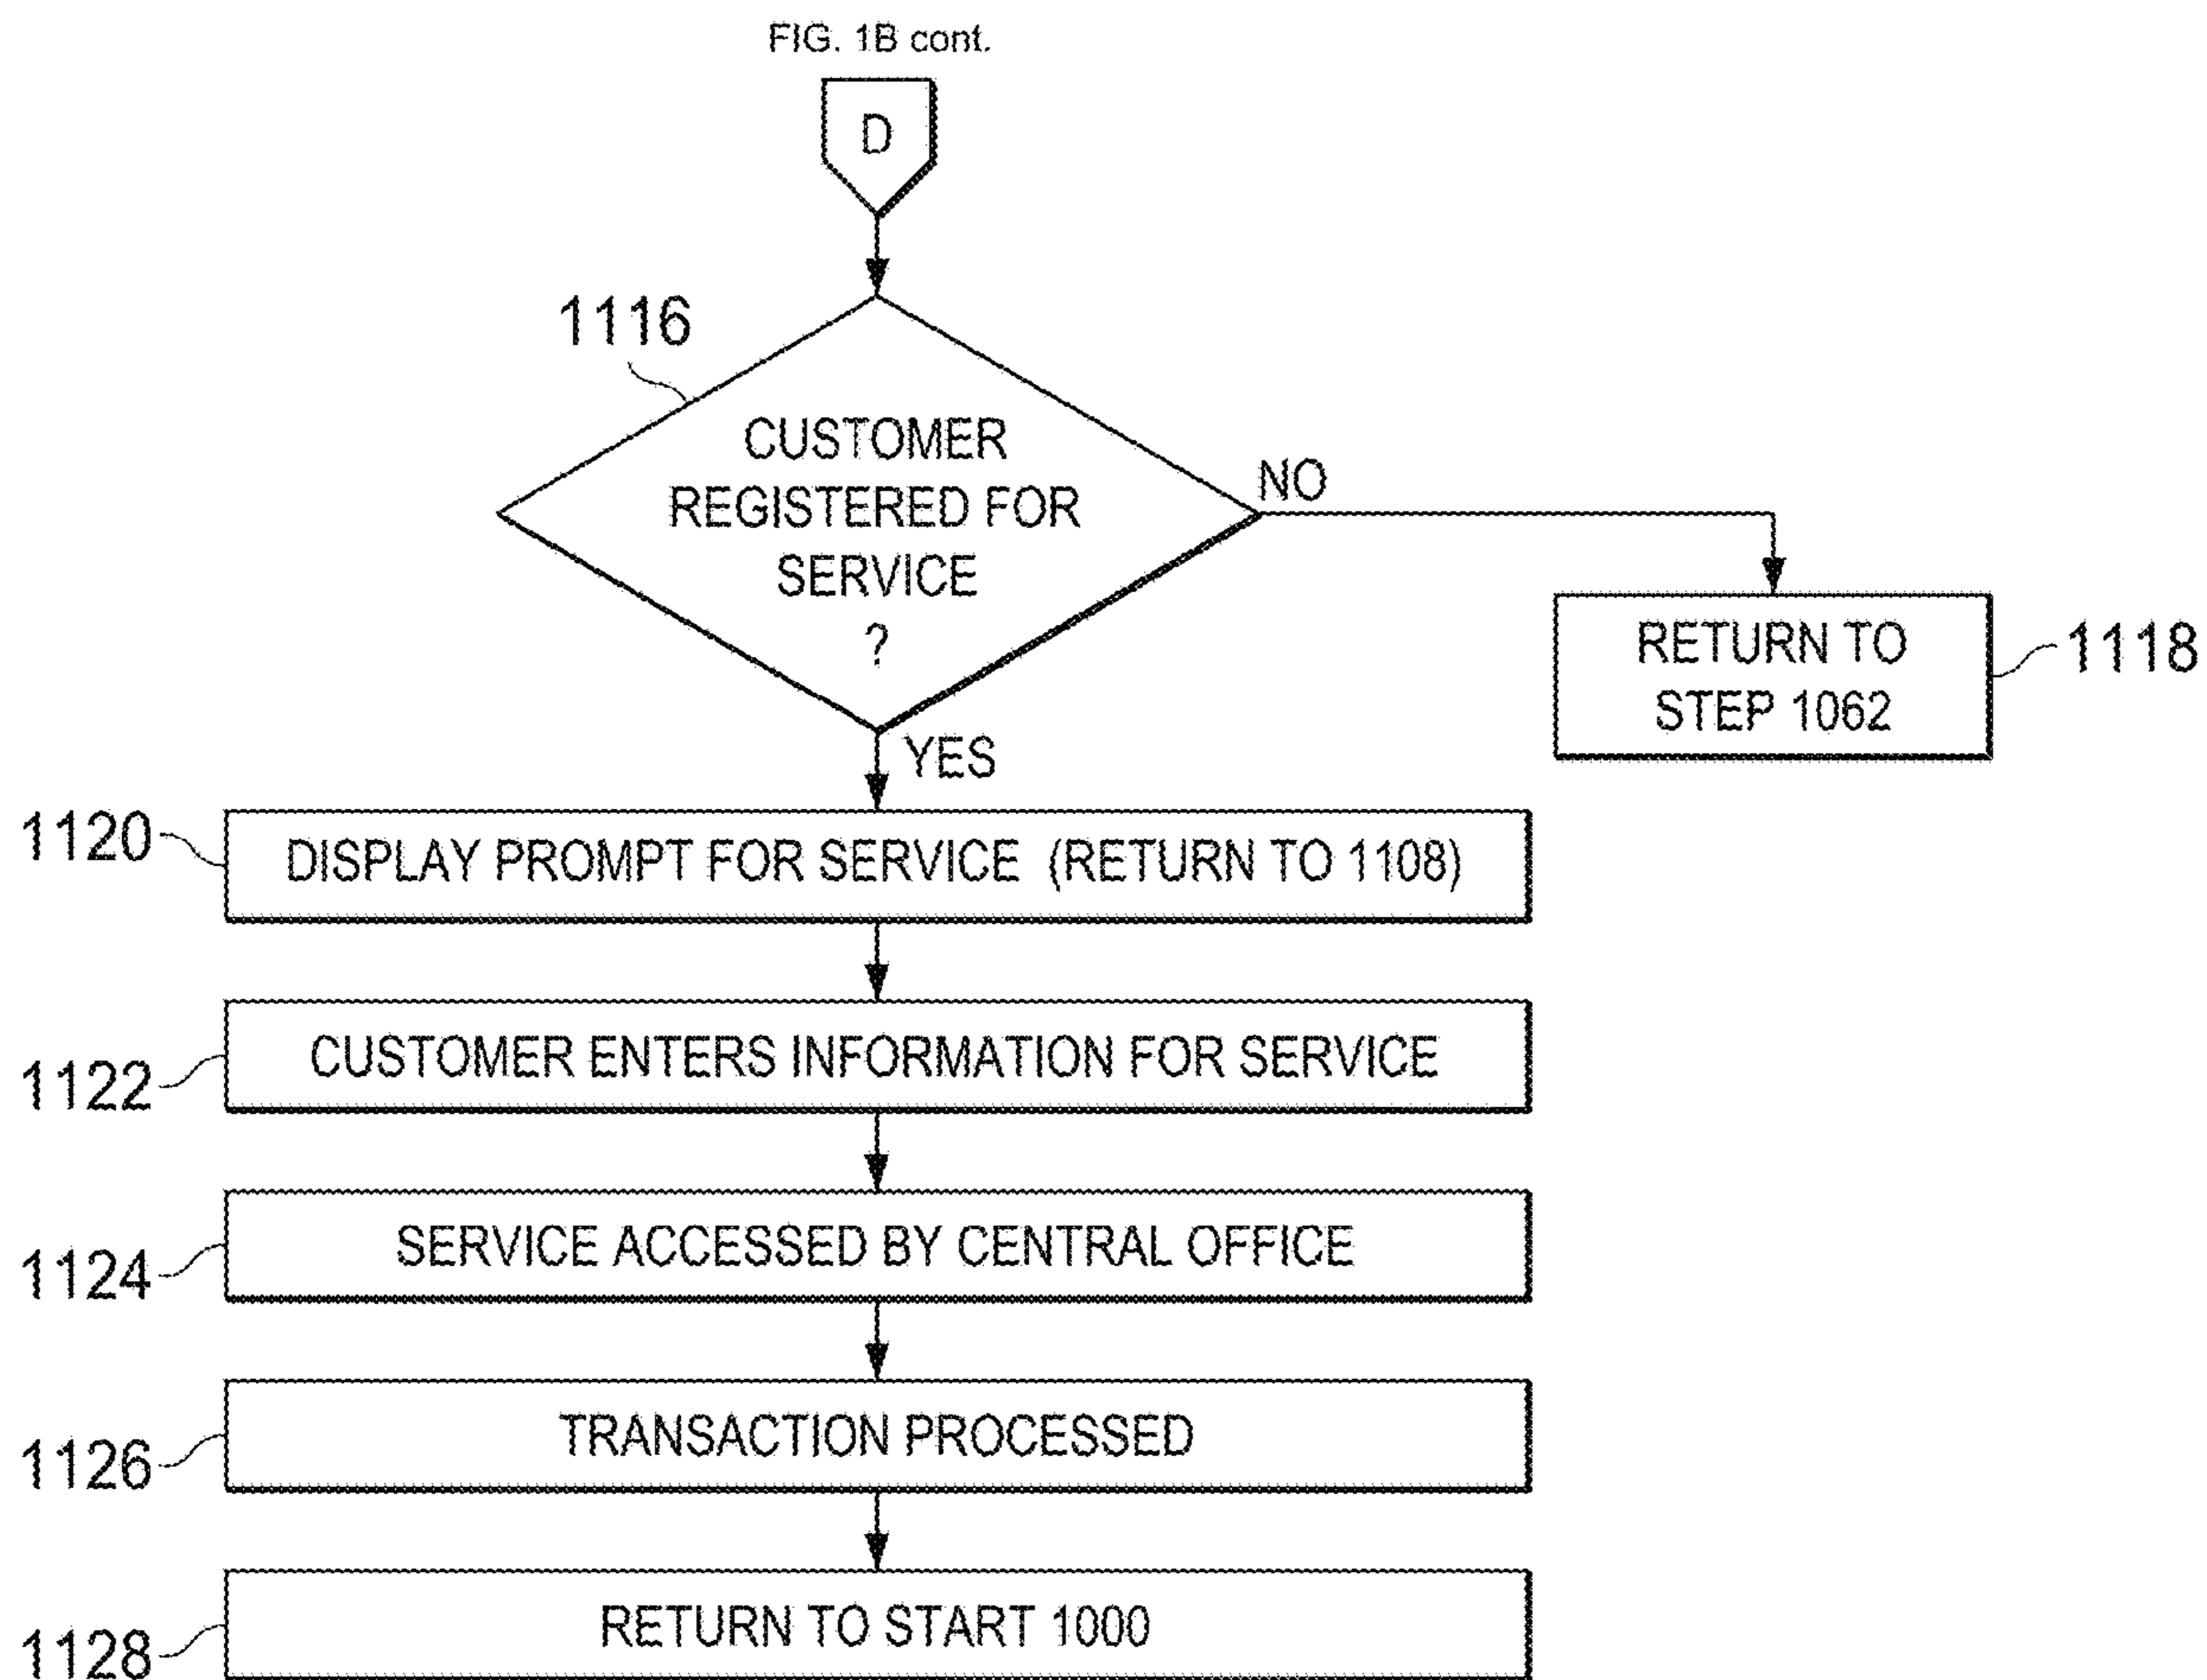 FIG. 1B cont.
D
1116
CUSTOMER
REGISTERED FOR
SERVICE
?
NO
RETURN TO
STEP 1062
1118
YES
1120
DISPLAY PROMPT FOR SERVICE (RETURN TO 1108)
1122
CUSTOMER ENTERS INFORMATION FOR SERVICE
1124
SERVICE ACCESSED BY CENTRAL OFFICE
1126
TRANSACTION PROCESSED
1128
RETURN TO START 1000